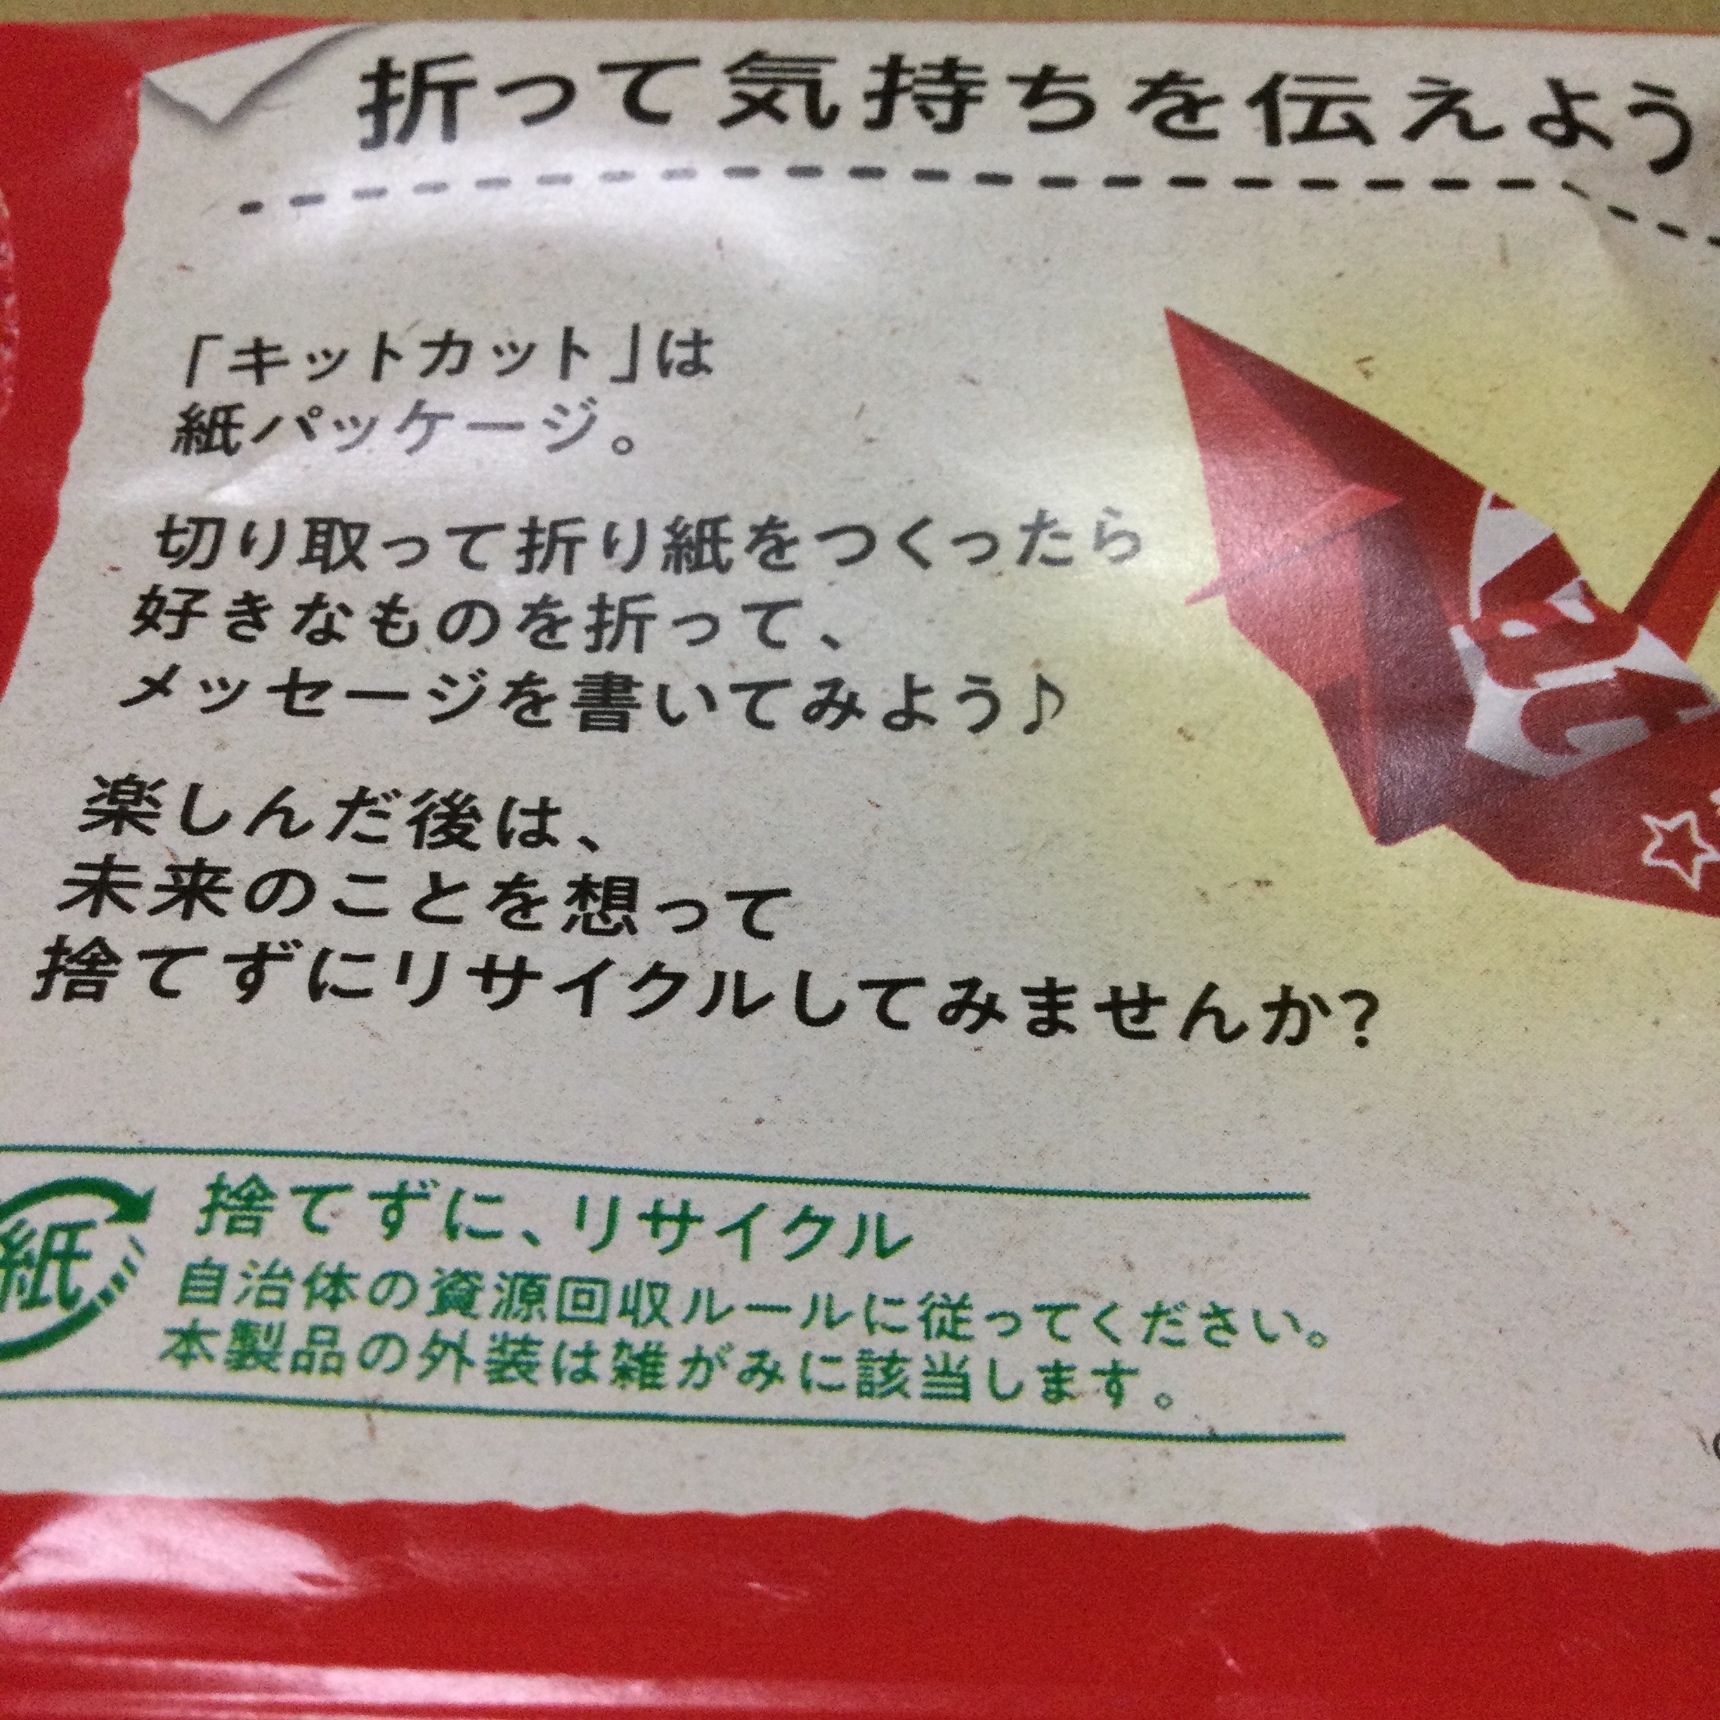 折って気持ちを伝えよう
「キットカット」は
紙パッケージ。
切り取って折り紙をつくったら
好きなものを折って、
メッセージを書いてみよう♪
楽しんだ後は、
未来のことを想って
捨てずにリサイクルしてみませんか?
紙
捨てずに、リサイクル
自治体の資源回収ルールに従ってください。
本製品の外装は雑がみに該当します。